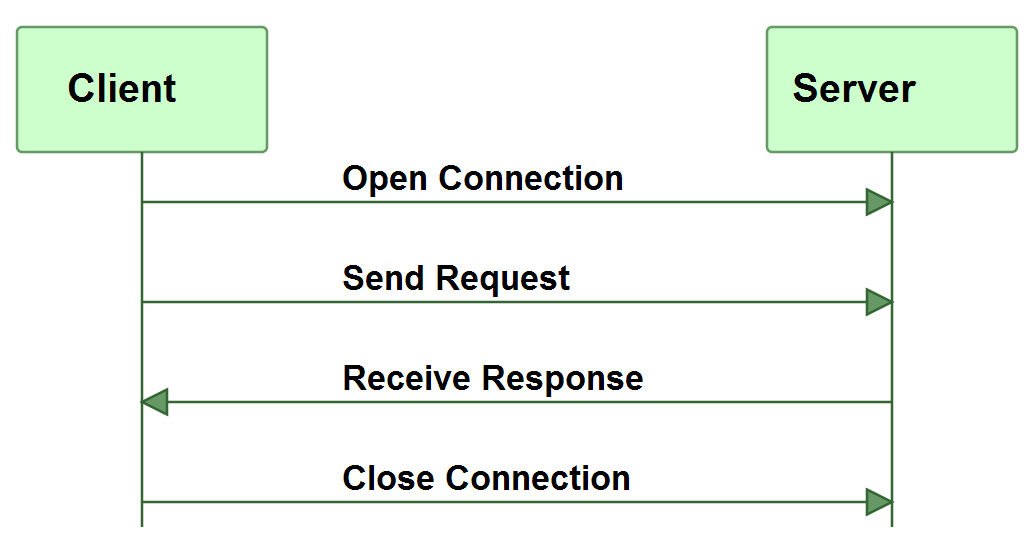 Client
Server
Open Connection
Send Request
Receive Response
Close Connection